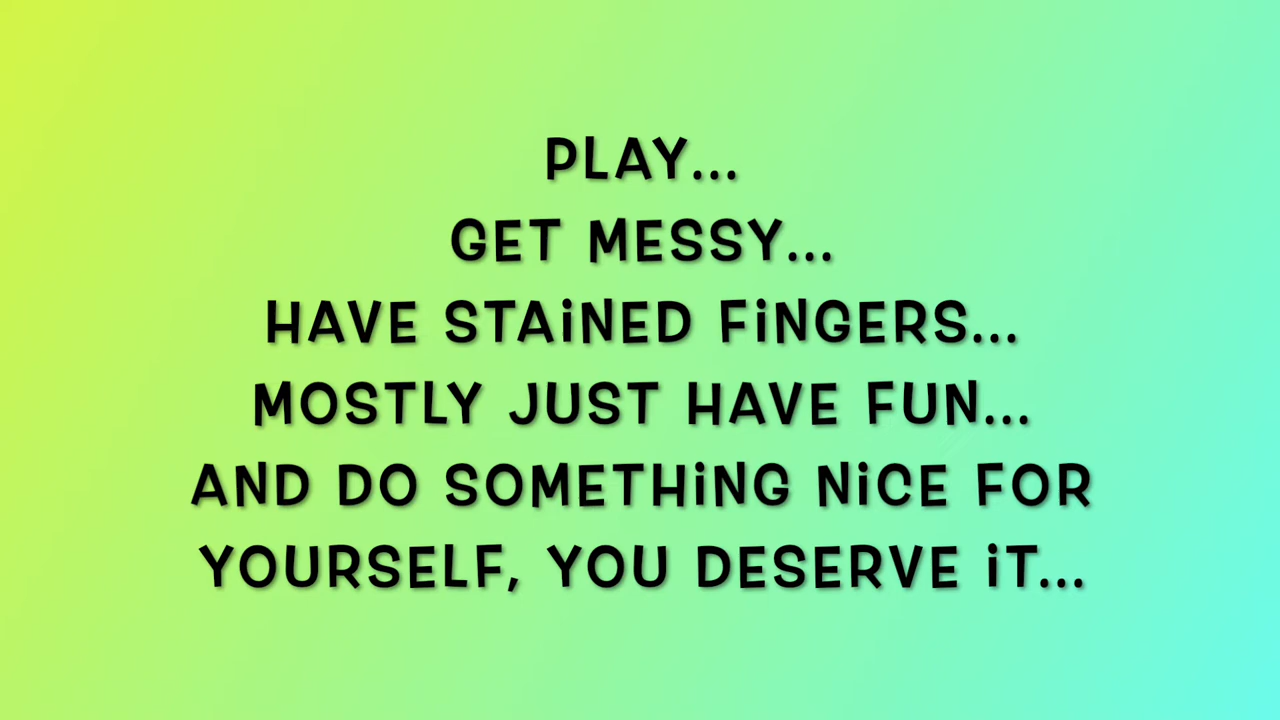 PLAY...
GET MESSY...
HAVE STAiNED FiNGERS...
MOSTLY JUST HAVE FUN...
AND DO SOMETHiNG NiCE FOR
YOURSELF, YOU DESERVE iT...